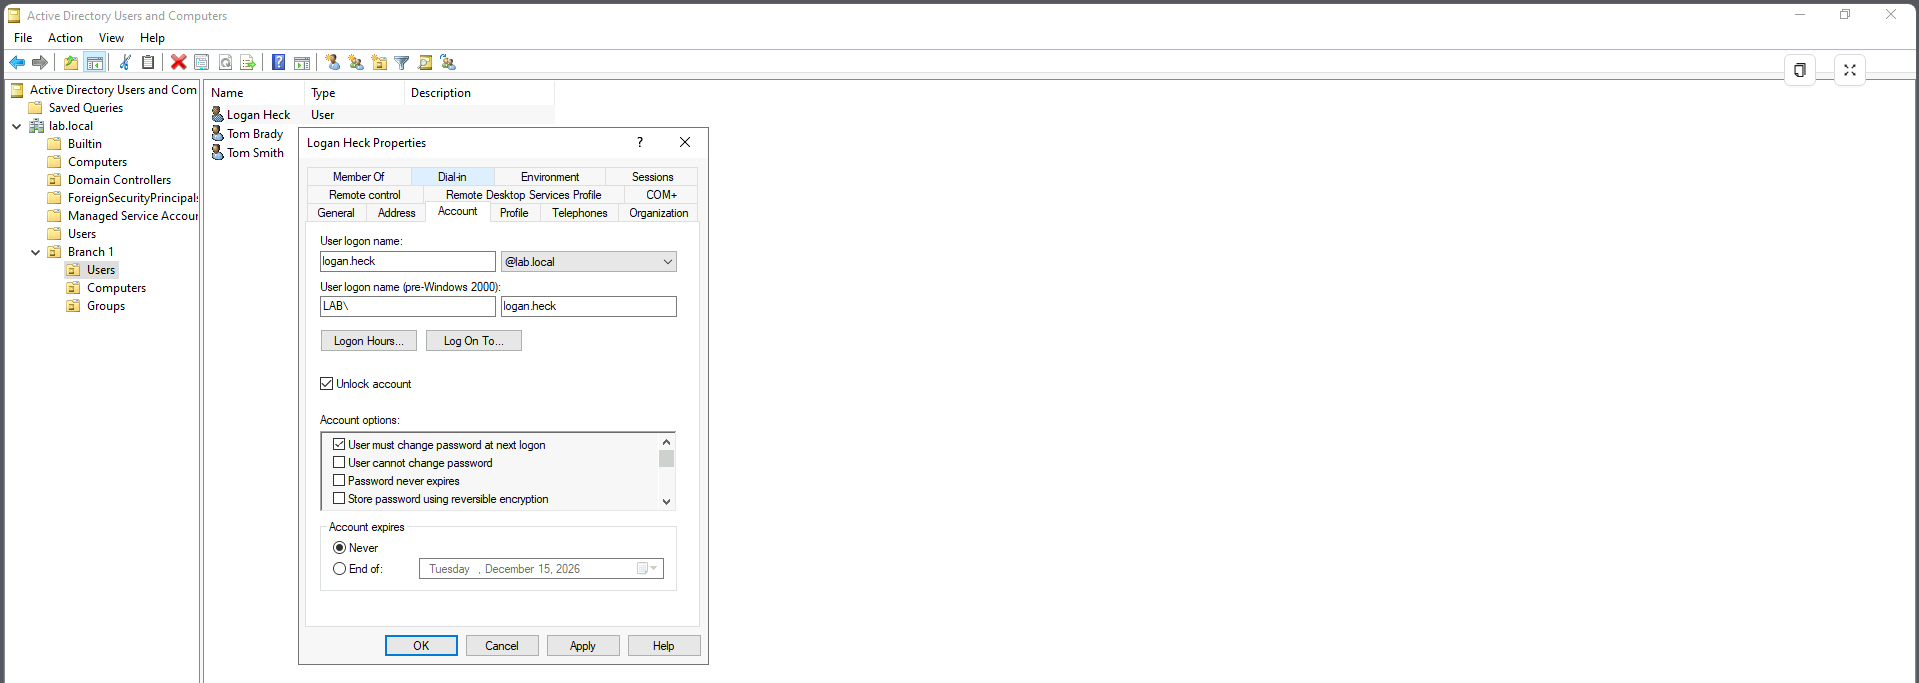 Active Directory Users and Computers
File Action View Help
Active Directory Users and Com
Saved Queries
lab.local
Builtin
Computers
Domain Controllers
ForeignSecurityPrincipals
Managed Service Accour
Users
Branch 1
Users
Computers
Groups
Name Type Description
Logan Heck User
Tom Brady
Tom Smith
Logan Heck Properties ?
Member Of Dial-in Environment Sessions
Remote control Remote Desktop Services Profile COM+
General Address Account Profile Telephones Organization
User logon name:
logan.heck @lab.local
User logon name (pre-Windows 2000):
LAB\ logan.heck
Logon Hours... Log On To...
Unlock account
Account options:
User must change password at next logon
User cannot change password
Password never expires
Store password using reversible encryption
Account expires
Never
End of: Tuesday , December 15, 2026
OK Cancel Apply Help